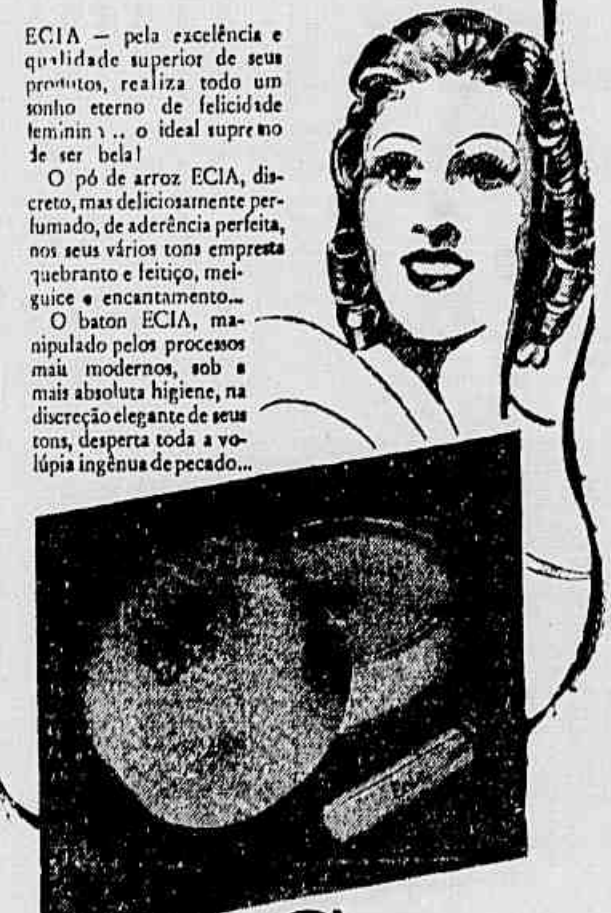 ECIA — pela excelência e
qualidade superior de seus
produtos, realiza todo um
sonho eterno de felicidade
feminina .. o ideal supremo
de ser bela!
O pó de arroz ECIA, dis-
creto, mas deliciosamente per-
fumado, de aderência perfeita,
nos seus vários tons empresta
quebranto e feitiço, mei-
guice e encantamento...
O baton ECIA, ma-
nipulado pelos processos
mais modernos, sob a
mais absoluta higiene, na
discreção elegante de seus
tons, desperta toda a vo-
lúpia ingênua de pecado...